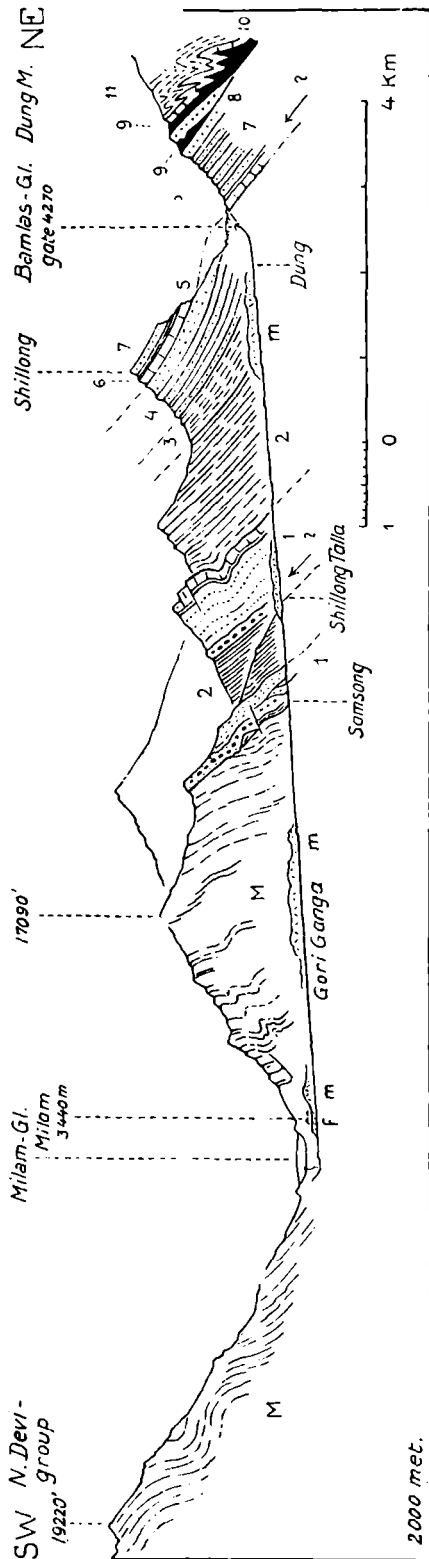 SW
N. Devi-
group
19220'
Milam-Gl.
Milam
3440m
17090'
Shillong
Bamlas-Gl.
gate 4270
Dung M.
NE
M
f
m
Gori Ganga
m
M
Samsong
1
Shillong Talla
?
1
2
2
3
4
6
7
5
m
Dung
9
9
11
10
8
7
?
1
0
4 Km
2000 met.